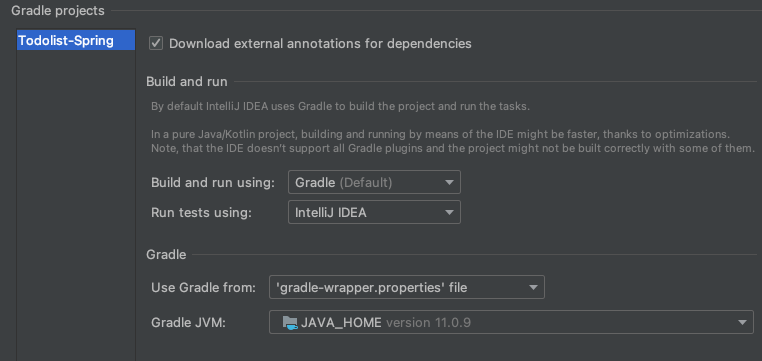 Gradle projects
Todolist-Spring
Download external annotations for dependencies
Build and run
By default IntelliJ IDEA uses Gradle to build the project and run the tasks.
In a pure Java/Kotlin project, building and running by means of the IDE might be faster, thanks to optimizations.
Note, that the IDE doesn't support all Gradle plugins and the project might not be built correctly with some of them.
Build and run using: Gradle (Default)
Run tests using: IntelliJ IDEA
Gradle
Use Gradle from: 'gradle-wrapper.properties' file
Gradle JVM: JAVA_HOME version 11.0.9